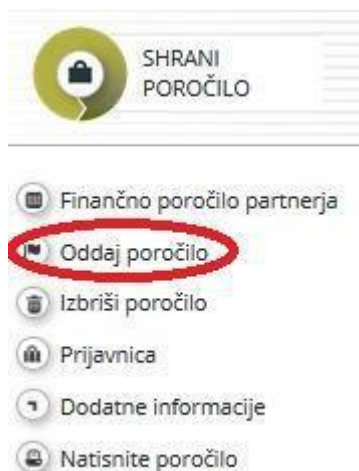 SHRANI
POROČILO
Finančno poročilo partnerja
Oddaj poročilo
Izbriši poročilo
Prijavnica
Dodatne informacije
Natisnite poročilo